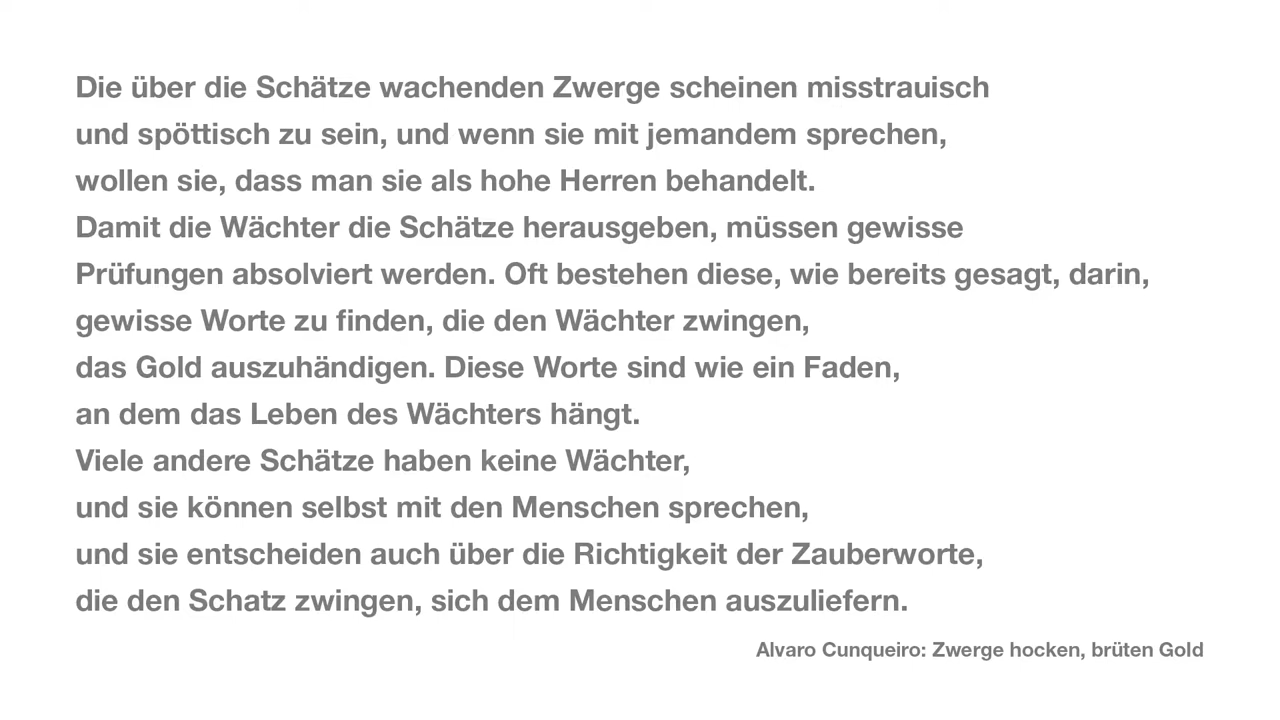 Die über die Schätze wachenden Zwerge scheinen misstrauisch
und spöttisch zu sein, und wenn sie mit jemandem sprechen,
wollen sie, dass man sie als hohe Herren behandelt.
Damit die Wächter die Schätze herausgeben, müssen gewisse
Prüfungen absolviert werden. Oft bestehen diese, wie bereits gesagt, darin,
gewisse Worte zu finden, die den Wächter zwingen,
das Gold auszuhändigen. Diese Worte sind wie ein Faden,
an dem das Leben des Wächters hängt.
Viele andere Schätze haben keine Wächter,
und sie können selbst mit den Menschen sprechen,
und sie entscheiden auch über die Richtigkeit der Zauberworte,
die den Schatz zwingen, sich dem Menschen auszuliefern.
Alvaro Cunqueiro: Zwerge hocken, brüten Gold